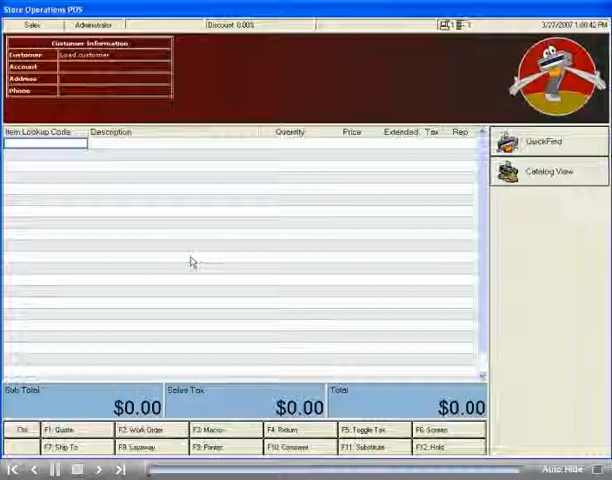 Store Operations POS
Sales Administrator Discount 0.00% 1 1 3/27/2007 1:08:42 PM
Customer Information
Customer Load customer
Account
Address
Phone
Item Lookup Code Description Quantity Price Extended Tax Rep
QuickFind
Catalog View
Sub Total Sales Tax Total
$0.00 $0.00 $0.00
Ctrl F1: Quote F2: Work Order F3: Macro F4: Return F5: Toggle Tax F6: Screen
F7: Ship To F8: Layaway F9: Printer F10: Comment F11: Substitute F12: Hold
Auto Hide